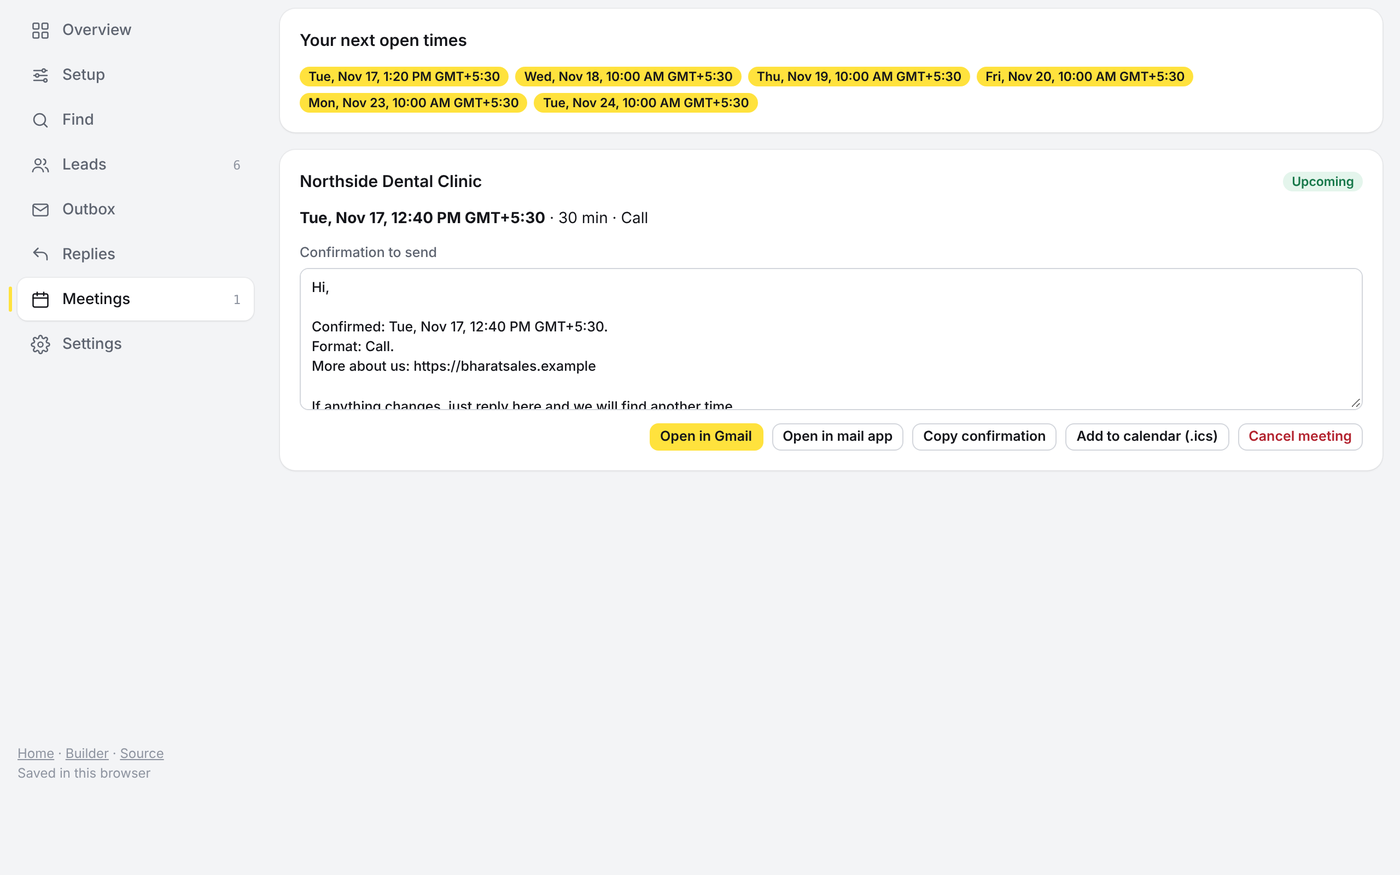 Overview
Setup
Find
Leads 6
Outbox
Replies
Meetings 1
Settings
Home · Builder · Source
Saved in this browser
Your next open times
Tue, Nov 17, 1:20 PM GMT+5:30 Wed, Nov 18, 10:00 AM GMT+5:30 Thu, Nov 19, 10:00 AM GMT+5:30 Fri, Nov 20, 10:00 AM GMT+5:30
Mon, Nov 23, 10:00 AM GMT+5:30 Tue, Nov 24, 10:00 AM GMT+5:30
Northside Dental Clinic Upcoming
Tue, Nov 17, 12:40 PM GMT+5:30 · 30 min · Call
Confirmation to send
Hi,
Confirmed: Tue, Nov 17, 12:40 PM GMT+5:30.
Format: Call.
More about us: https://bharatsales.example
If anything changes, just reply here and we will find another time.
Open in Gmail Open in mail app Copy confirmation Add to calendar (.ics) Cancel meeting